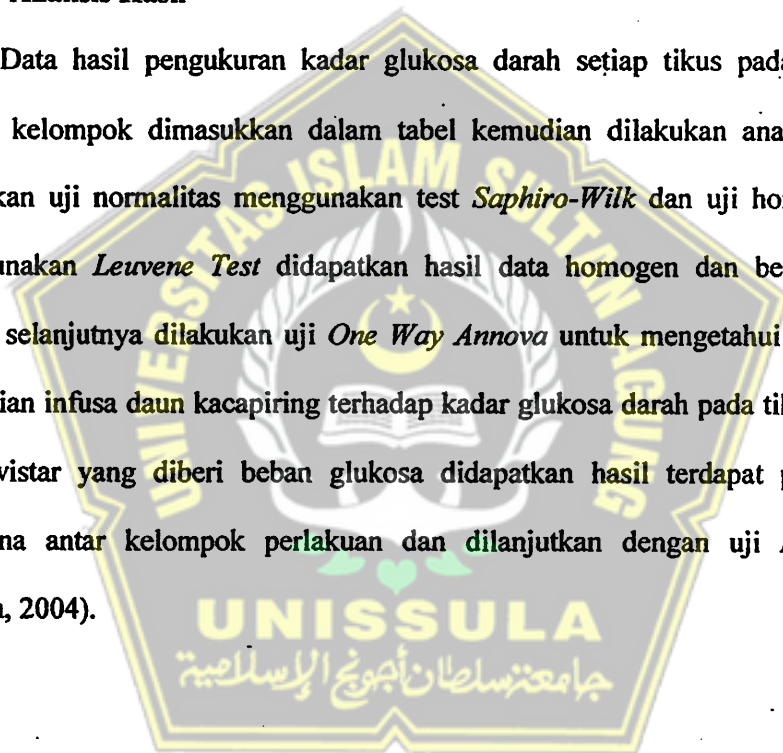 Analisis Hasil
Data hasil pengukuran kadar glukosa darah setiap tikus pada
kelompok dimasukkan dalam tabel kemudian dilakukan ana
kan uji normalitas menggunakan test Saphiro-Wilk dan uji ho
unakan Leuvene Test didapatkan hasil data homogen dan be
selanjutnya dilakukan uji One Way Annova untuk mengetahui
ian infusa daun kacapiring terhadap kadar glukosa darah pada ti
vistar yang diberi beban glukosa didapatkan hasil terdapat p
na antar kelompok perlakuan dan dilanjutkan dengan uji
, 2004).
UNIVERSITAS ISLAM SULTAN AGUNG
UNISSULA
جامعة سلطان أجونج الإسلامية